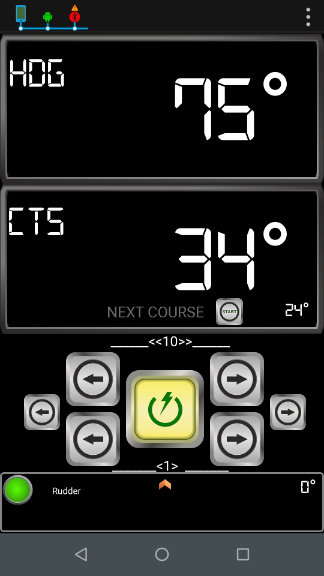 HDG 75°
CTS 34°
NEXT COURSE START 24°
<<10>>
<1>
Rudder 0°